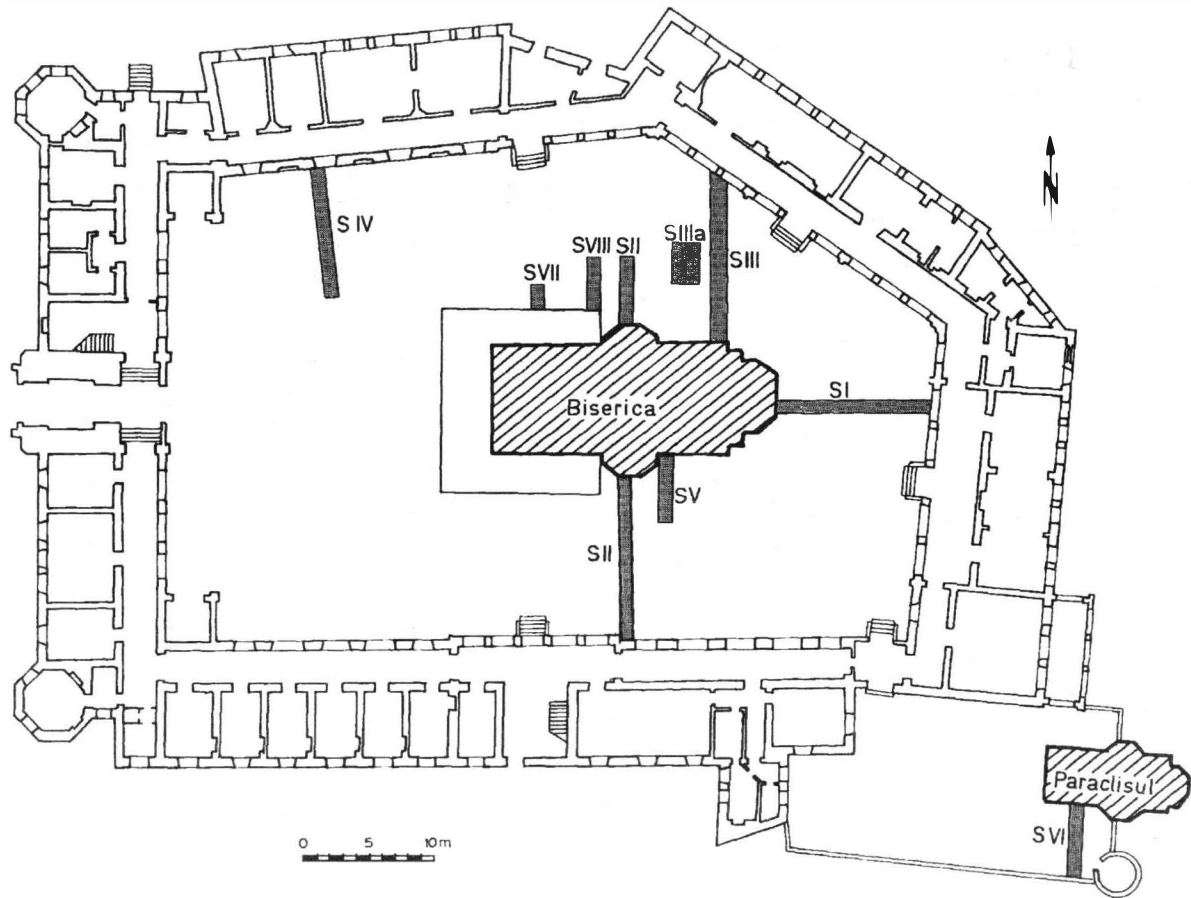 N
S IV
SVIII
SII
SIIIa
SIII
SVII
SI
Biserica
SV
SII
Paraclisul
SVI
0 5 10m